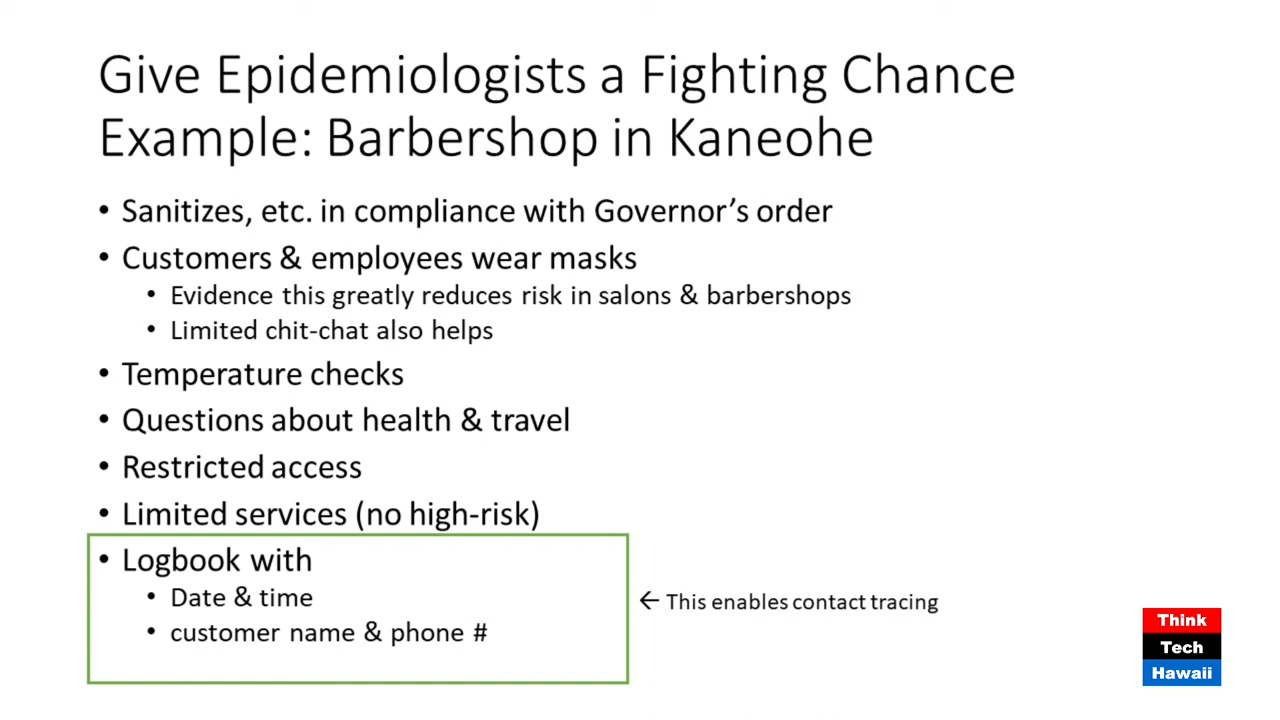 Give Epidemiologists a Fighting Chance
Example: Barbershop in Kaneohe
• Sanitizes, etc. in compliance with Governor's order
• Customers & employees wear masks
• Evidence this greatly reduces risk in salons & barbershops
• Limited chit-chat also helps
• Temperature checks
• Questions about health & travel
• Restricted access
• Limited services (no high-risk)
• Logbook with
• Date & time
• customer name & phone #
← This enables contact tracing
Think
Tech
Hawaii